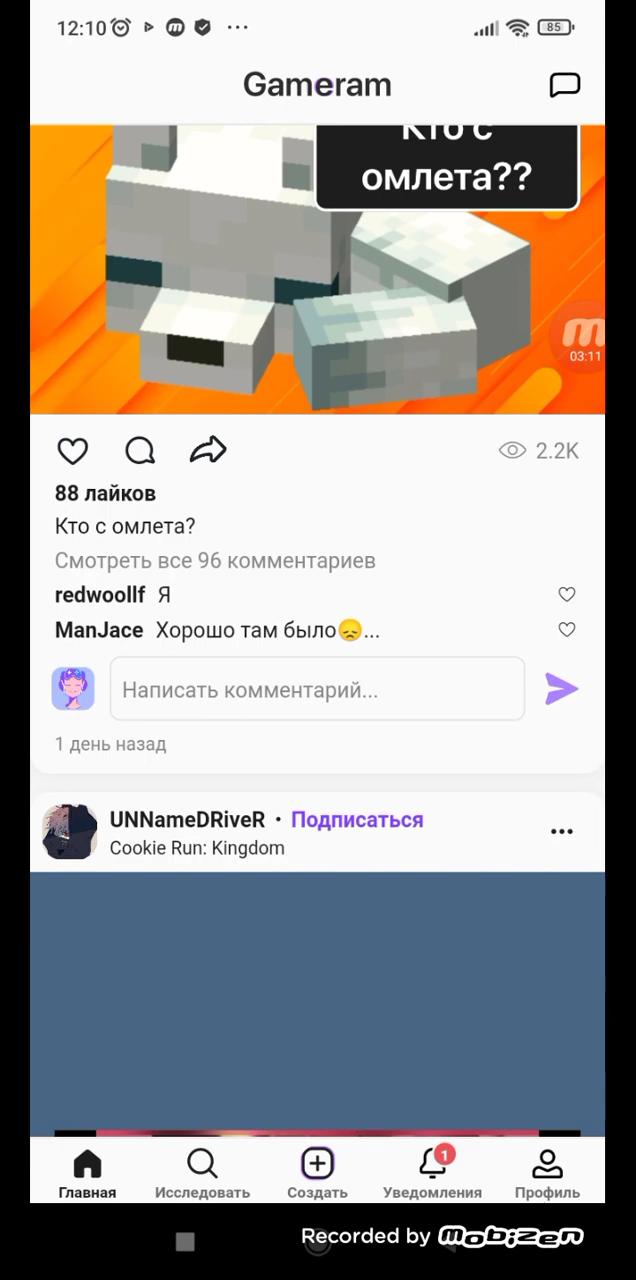 12:10
85
Gameram
Кто с
омлета??
m
03:11
2.2K
88 лайков
Кто с омлета?
Смотреть все 96 комментариев
redwoollf Я
ManJace Хорошо там было😞...
Написать комментарий...
1 день назад
UNNameDRiveR • Подписаться
Cookie Run: Kingdom
1
Главная Исследовать Создать Уведомления Профиль
Recorded by mobizen